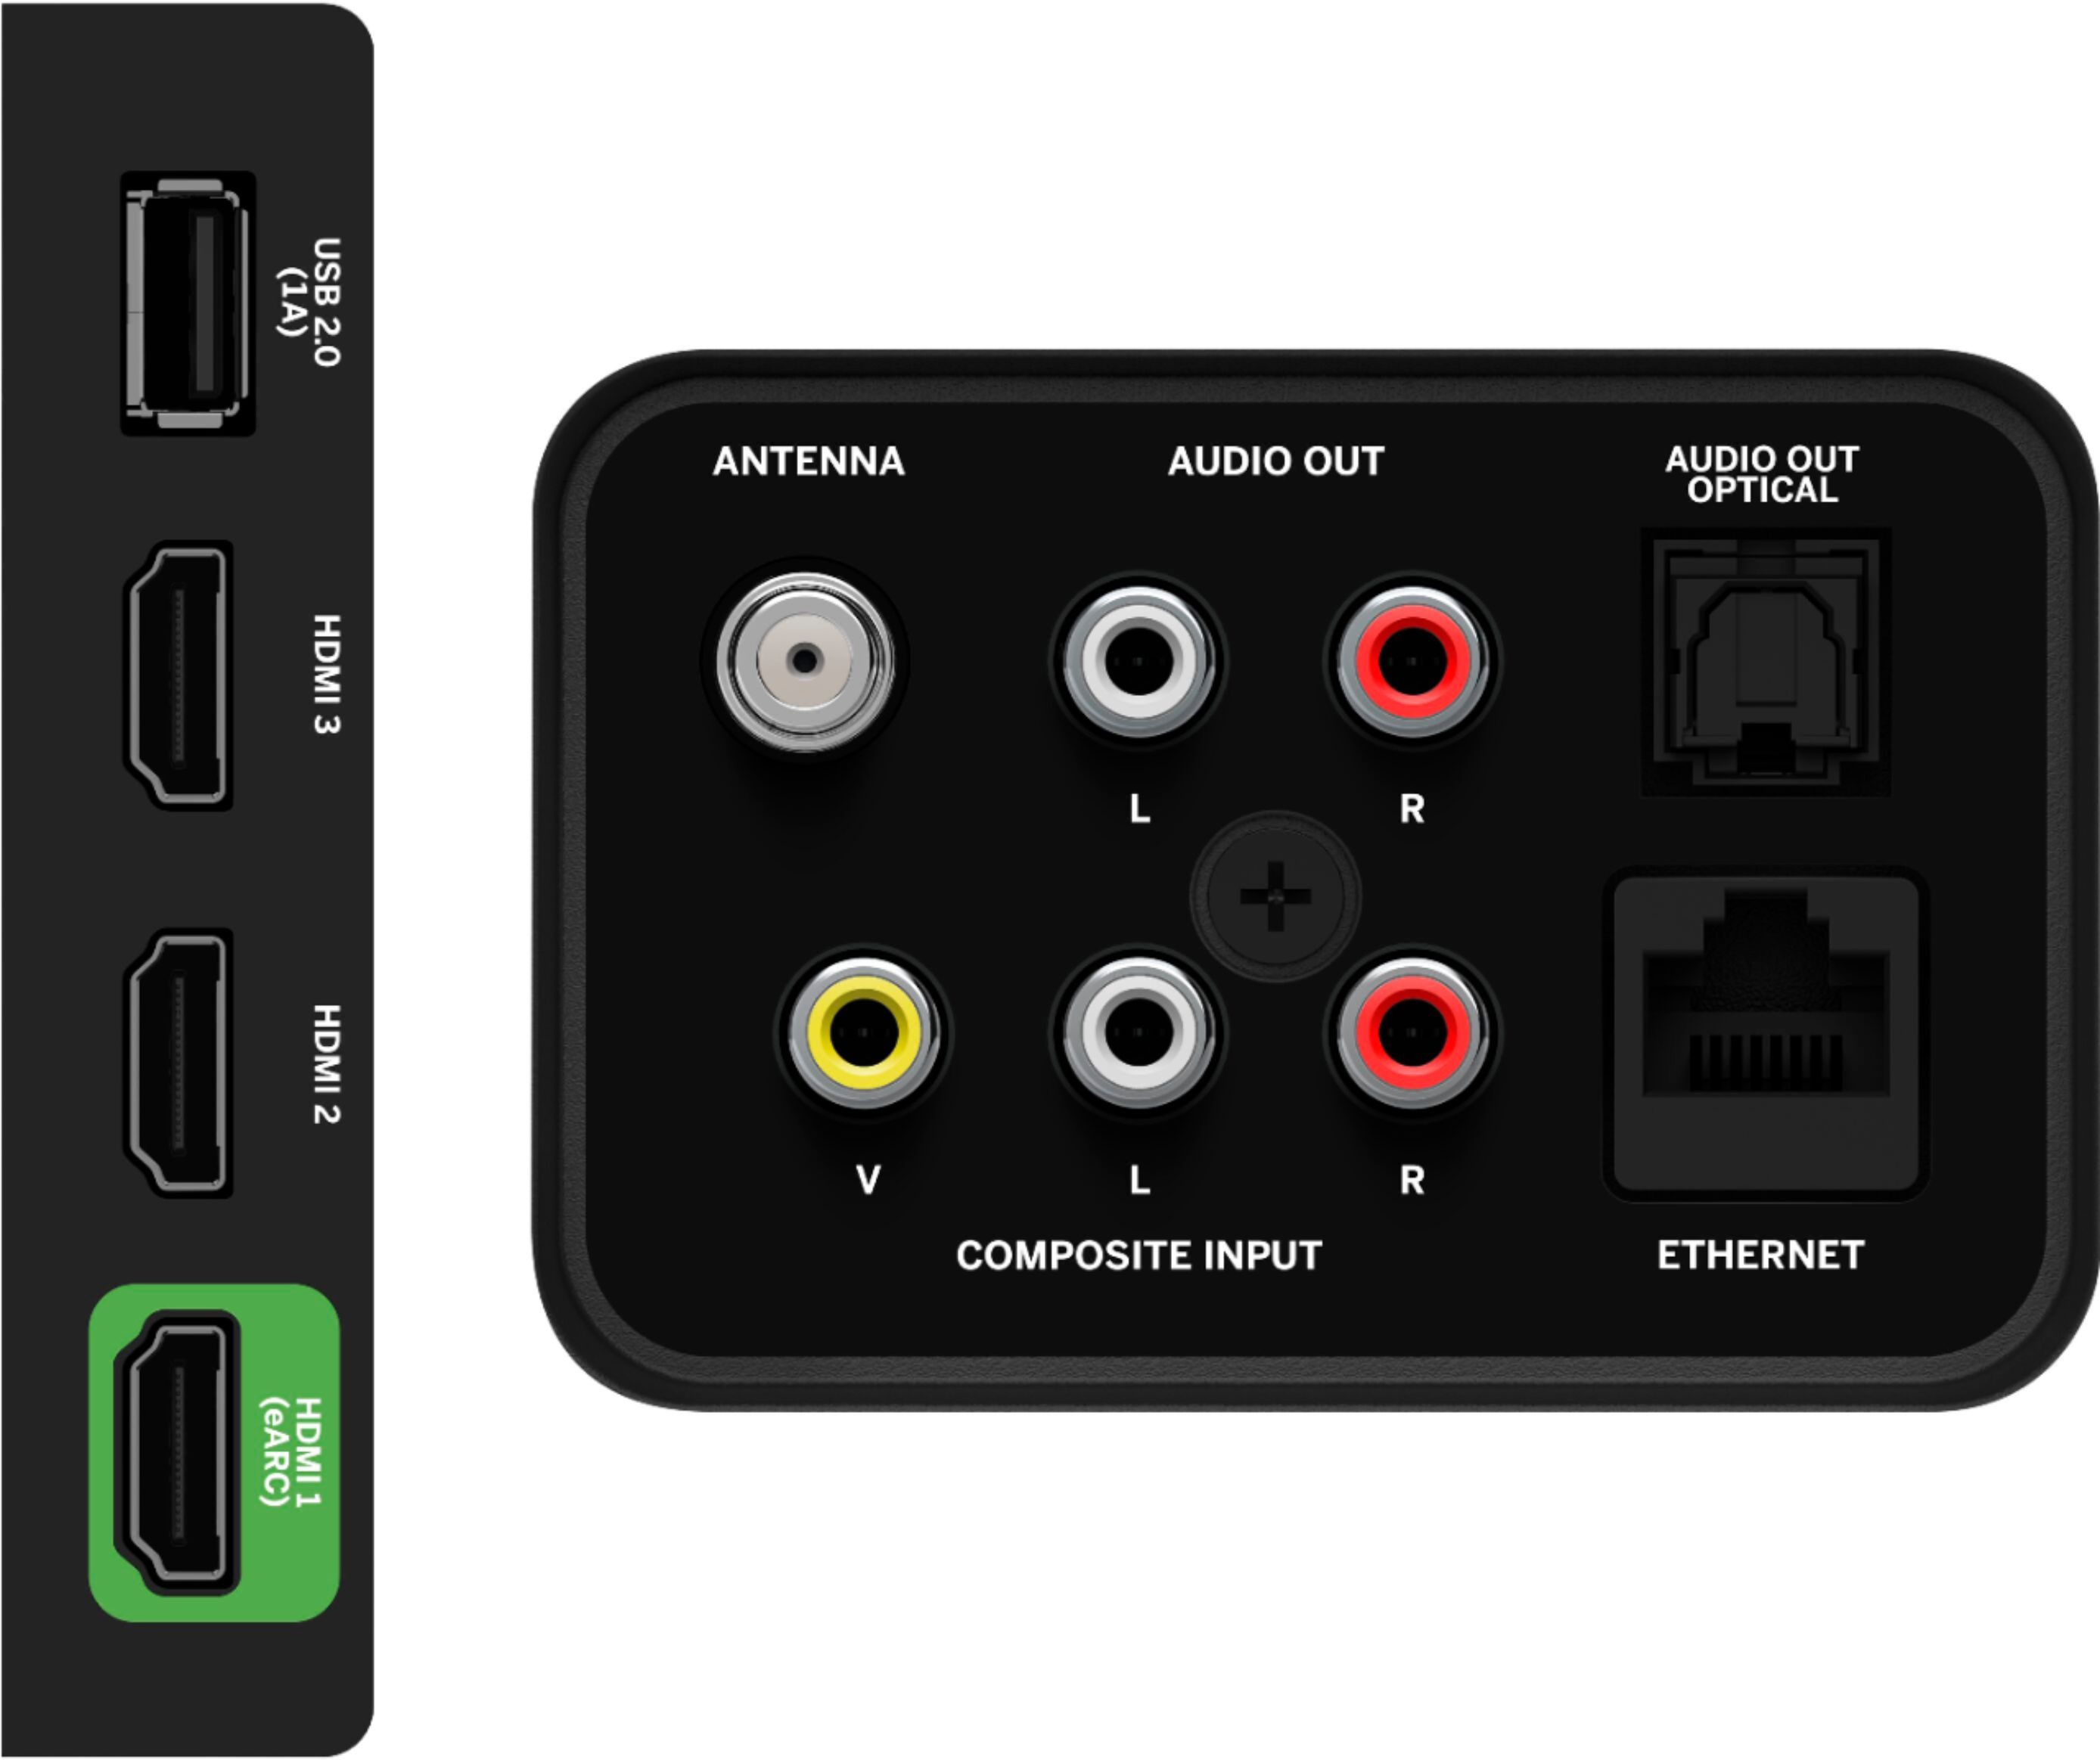 USB 2.0
(1A)
HDMI 3
HDMI 2
HDMI 1
(eARC)
ANTENNA
AUDIO OUT
AUDIO OUT
OPTICAL
L
R
V
L
R
COMPOSITE INPUT
ETHERNET